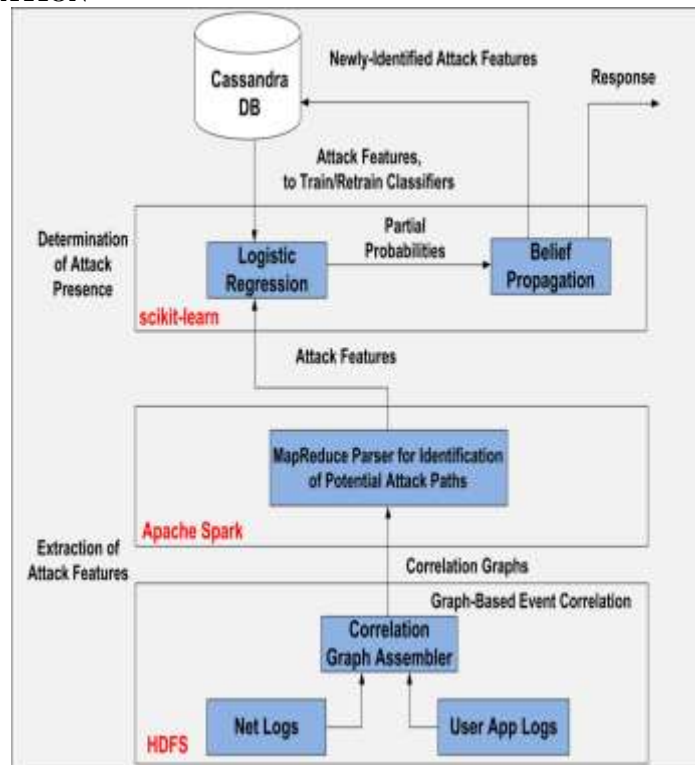 Cassandra
DB
Newly-Identified Attack Features
Response
Attack Features,
to Train/Retrain Classifiers
Determination
of Attack
Presence
Logistic
Regression
Partial
Probabilities
Belief
Propagation
scikit-learn
Attack Features
MapReduce Parser for Identification
of Potential Attack Paths
Apache Spark
Extraction of
Attack Features
Correlation Graphs
Graph-Based Event Correlation
Correlation
Graph Assembler
Net Logs
User App Logs
HDFS